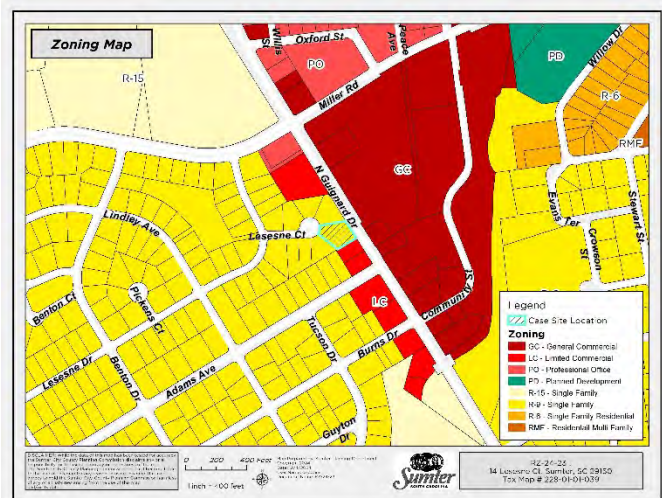 Zoning Map
Willis St
Oxford St
Peace Ave
PO
PD
Willow Dr
R-15
Miller Rd
R-6
RMF
GC
N Guignard Dr
Lindley Ave
Lesesne Ct
Evans Ter
Crowson St
Stewart St
Benton Ct
Pickens Ct
Community St
LC
Lesesne Dr
Benton Dr
Adams Ave
Tucson Dr
Burns Dr
Guyton Dr
Legend
Case Site Location
Zoning
GC - General Commercial
LC - Limited Commercial
PO - Professional Office
PD - Planned Development
R-15 - Single Family
R-9 - Single Family
R-6 - Single Family Residential
RMF - Residential Multi Family
0 200 400 Feet
1 inch = 400 feet
Sumter
SOUTH CAROLINA
RZ-24-23
14 Lesesne Ct, Sumter, SC 29150
Tax Map # 228-01-01-039